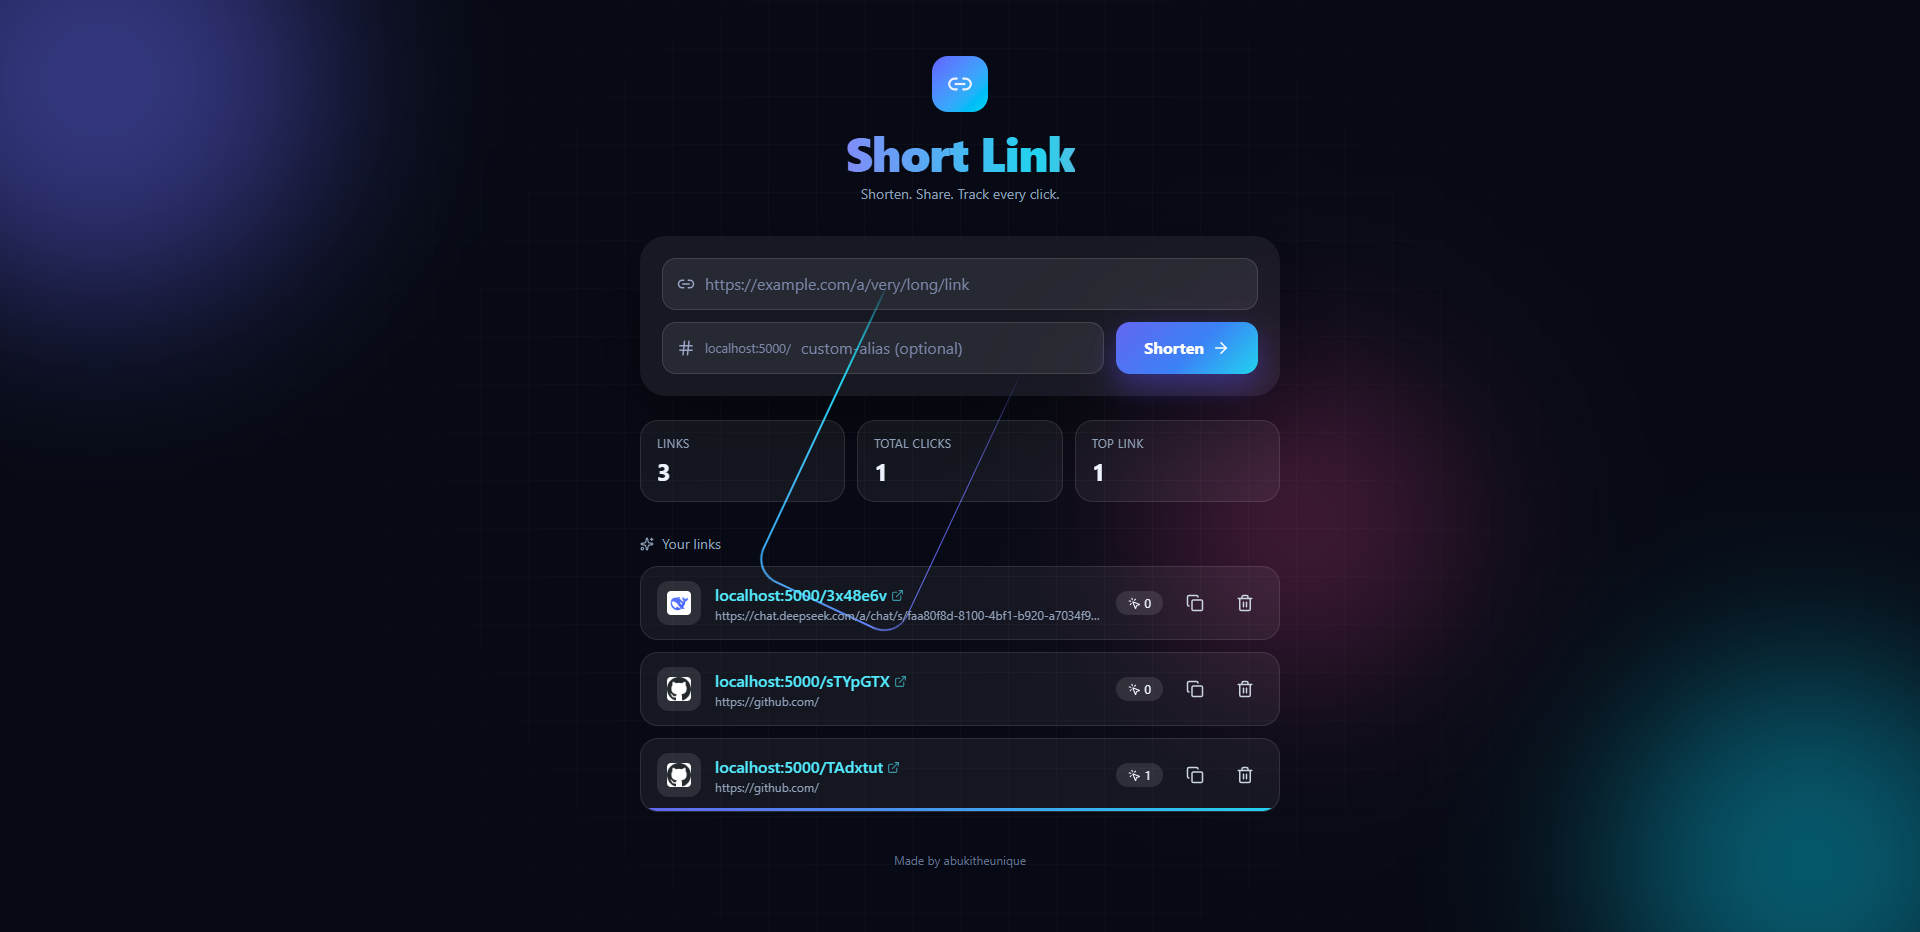 Short Link
Shorten. Share. Track every click.
https://example.com/a/very/long/link
localhost:5000/ custom-alias (optional)
Shorten
LINKS
3
TOTAL CLICKS
1
TOP LINK
1
Your links
localhost:5000/3x48e6v
https://chat.deepseek.com/a/chat/s/faa80f8d-8100-4bf1-b920-a7034f9...
0
localhost:5000/sTYpGTX
https://github.com/
0
localhost:5000/TAdxtut
https://github.com/
1
Made by abukitheunique